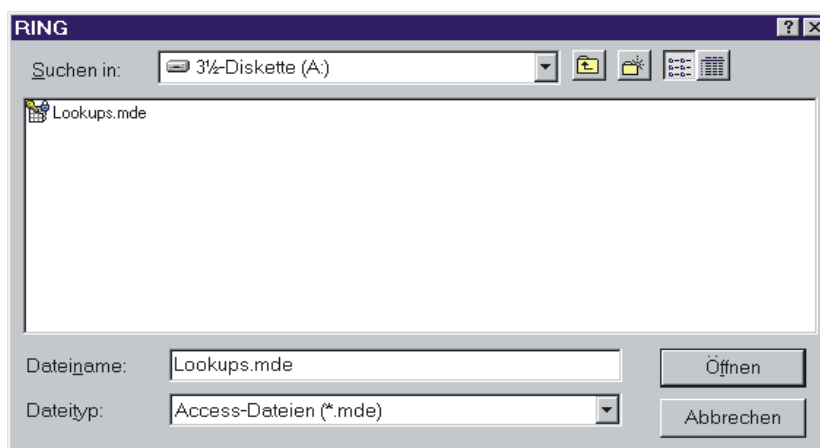 RING
Suchen in: 3½-Diskette (A:)
Lookups.mde
Dateiname: Lookups.mde Öffnen
Dateityp: Access-Dateien (*.mde) Abbrechen